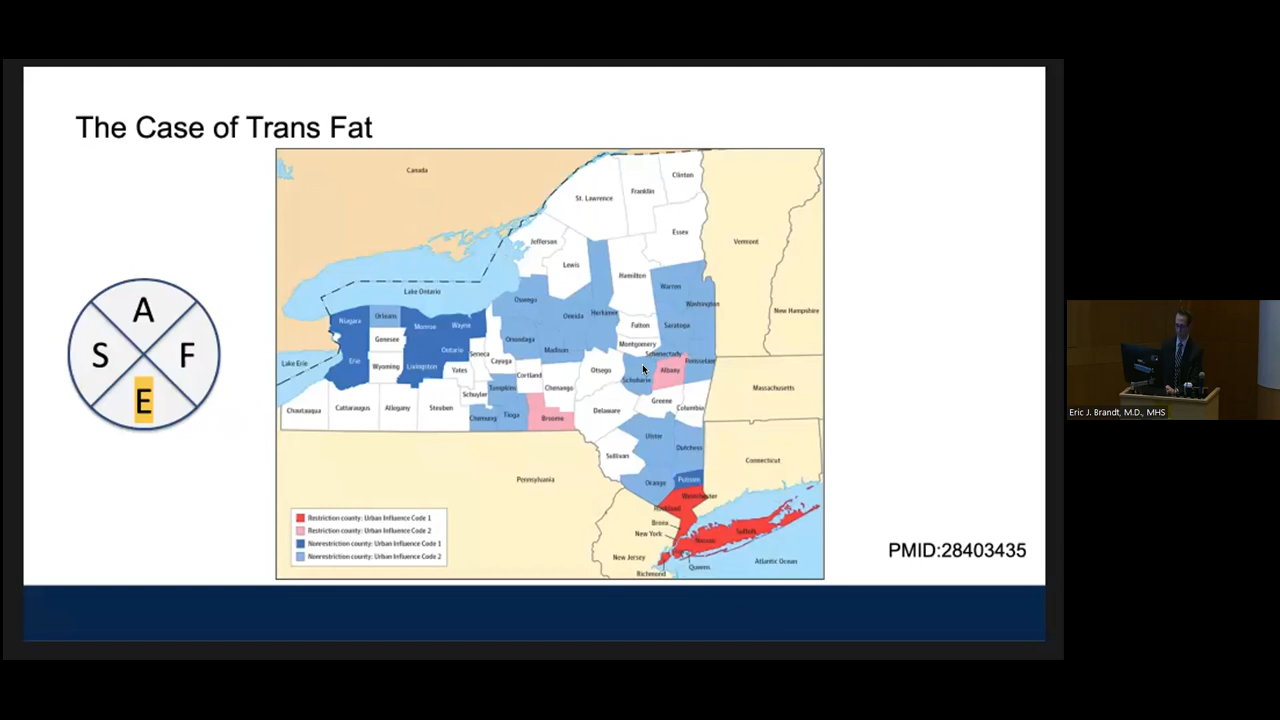 The Case of Trans Fat
A
S
F
E
Canada
St. Lawrence
Franklin
Clinton
Essex
Jefferson
Lewis
Hamilton
Vermont
New Hampshire
Lake Ontario
Warren
Washington
Oswego
Oneida
Herkimer
Saratoga
Fulton
Montgomery
Niagara
Orleans
Monroe
Wayne
Genesee
Onondaga
Madison
Ontario
Seneca
Cayuga
Schenectady
Rensselaer
Lake Erie
Erie
Wyoming
Livingston
Yates
Cortland
Otsego
Albany
Schoharie
Massachusetts
Tompkins
Chenango
Schuyler
Greene
Columbia
Chautauqua
Cattaraugus
Allegany
Steuben
Chemung
Tioga
Broome
Delaware
Ulster
Dutchess
Sullivan
Connecticut
Pennsylvania
Orange
Putnam
Westchester
Rockland
Bronx
New York
Suffolk
Nassau
New Jersey
Queens
Richmond
Atlantic Ocean
Restriction county: Urban Influence Code 1
Restriction county: Urban Influence Code 2
Nonrestriction county: Urban Influence Code 1
Nonrestriction county: Urban Influence Code 2
PMID:28403435
Eric J. Brandt, M.D., MHS